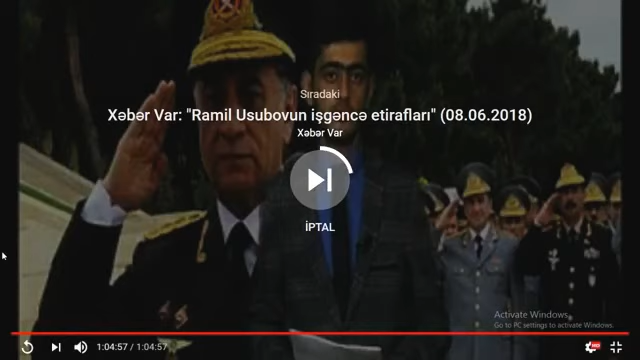 Sıradaki
Xəbər Var: "Ramil Usubovun işgəncə etirafları" (08.06.2018)
Xəbər Var
İPTAL
Activate Windows
Go to PC settings to activate Windows.
1:04:57 / 1:04:57
HD